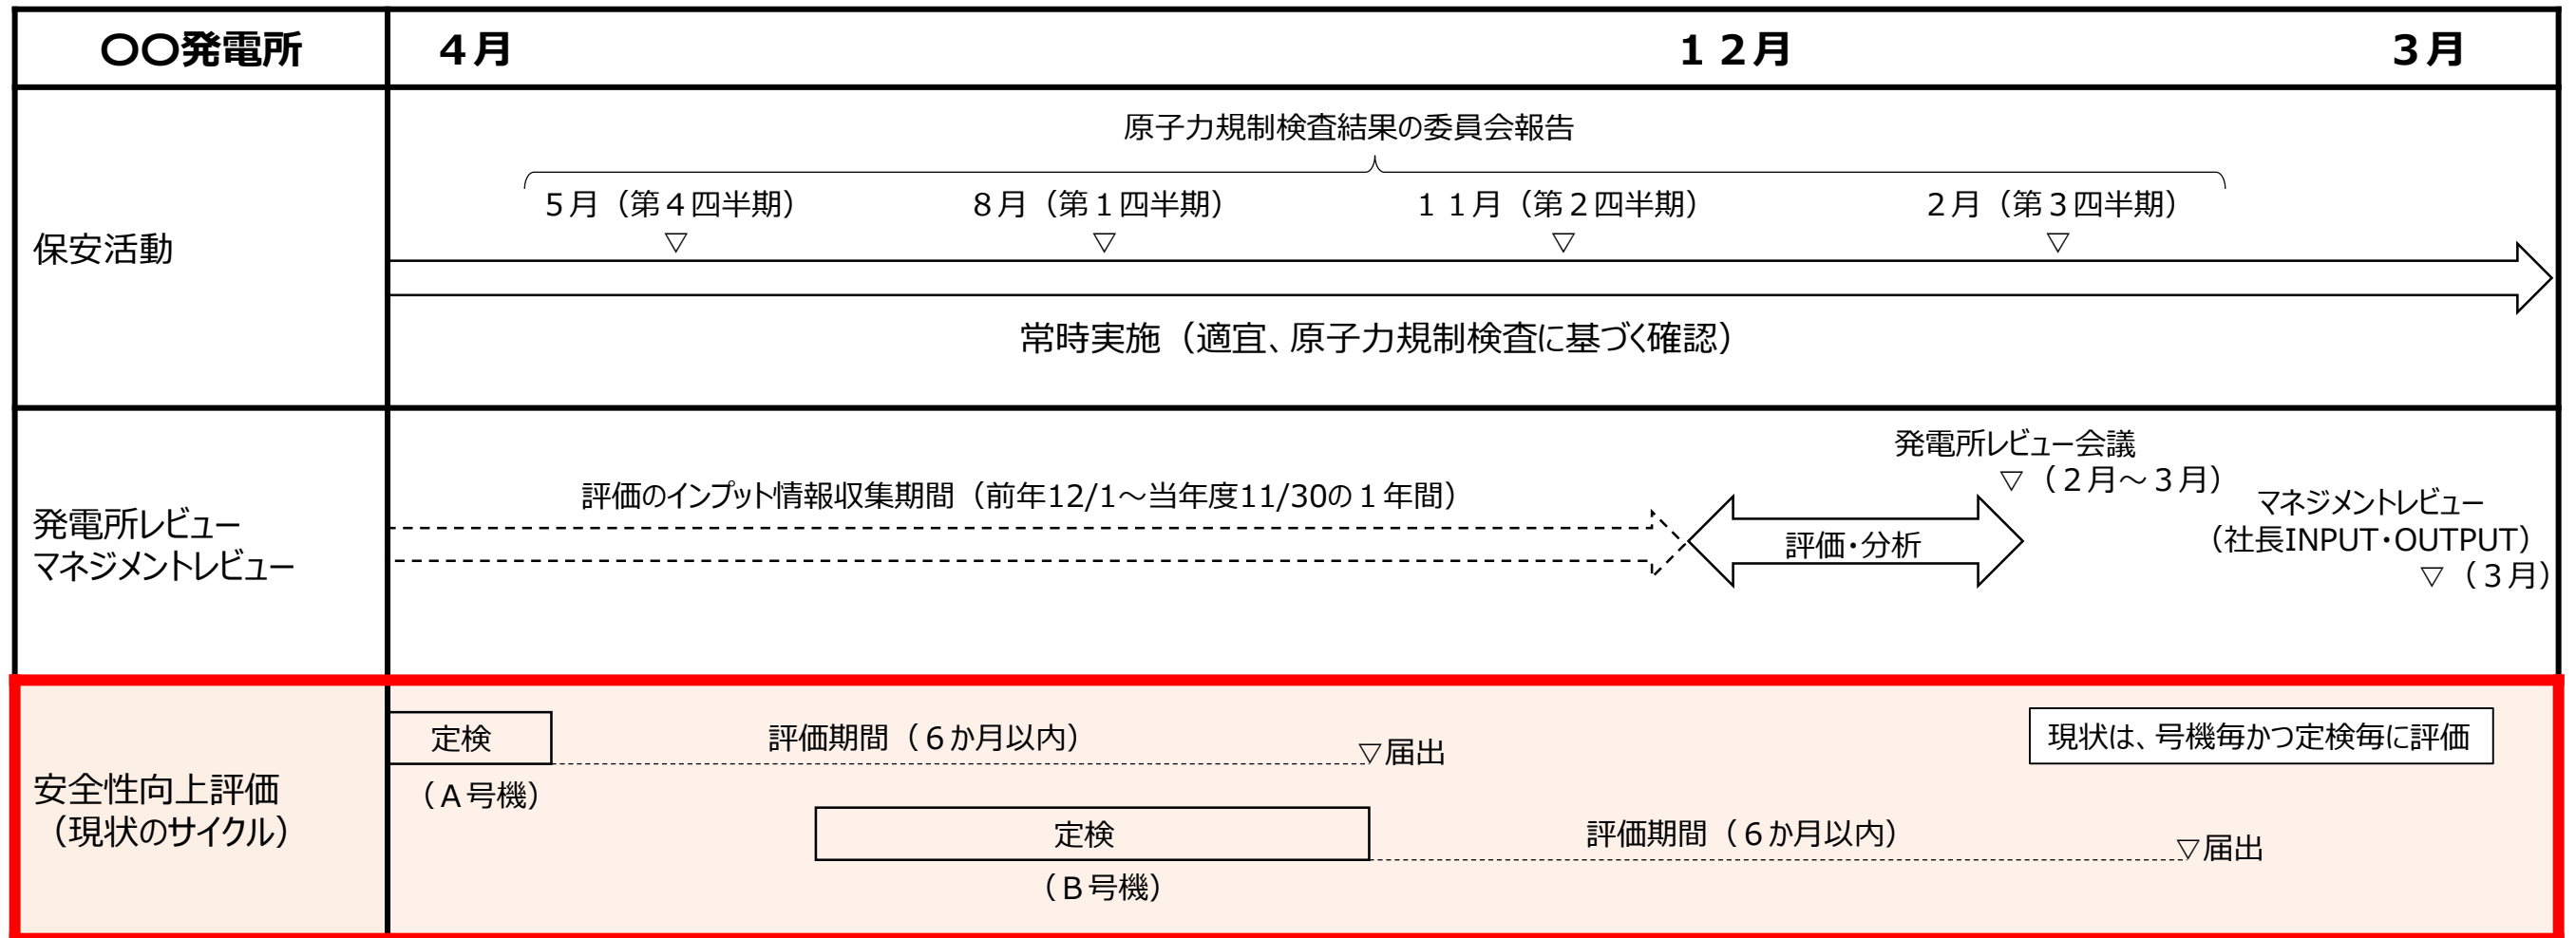 〇〇発電所
４月
１２月
３月
保安活動
原子力規制検査結果の委員会報告
５月（第４四半期）
８月（第１四半期）
１１月（第２四半期）
２月（第３四半期）
▽
▽
▽
▽
常時実施（適宜、原子力規制検査に基づく確認）
発電所レビュー
マネジメントレビュー
評価のインプット情報収集期間（前年12/1～当年度11/30の１年間）
評価・分析
発電所レビュー会議
▽（２月～３月）
マネジメントレビュー
（社長INPUT・OUTPUT）
▽（３月）
安全性向上評価
（現状のサイクル）
定検
（Ａ号機）
評価期間（６か月以内）
▽届出
現状は、号機毎かつ定検毎に評価
定検
（Ｂ号機）
評価期間（６か月以内）
▽届出